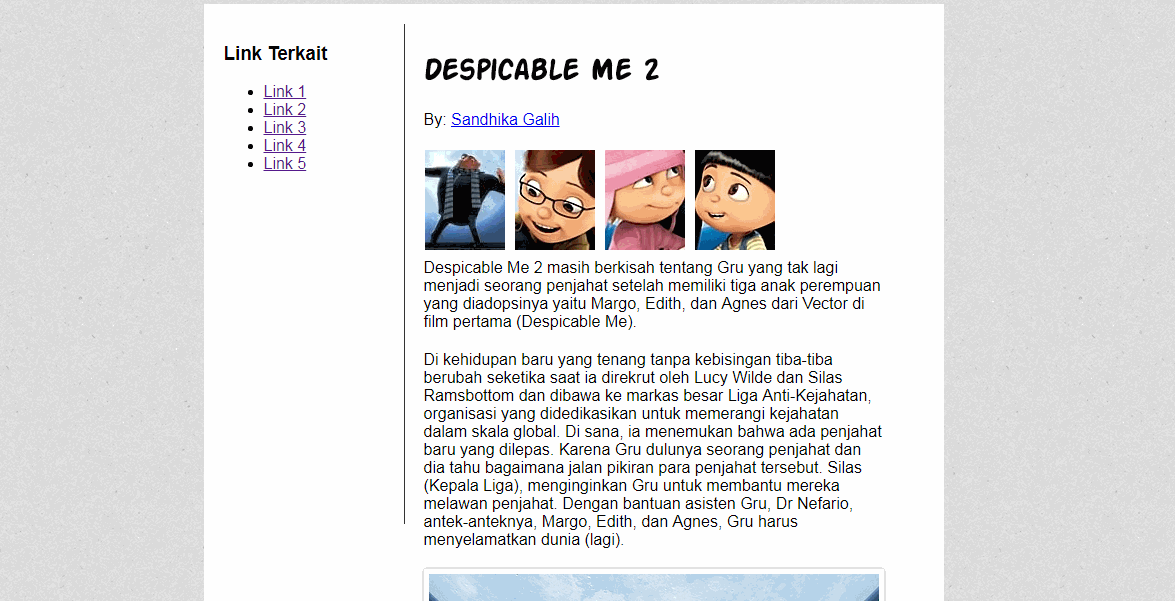 Link Terkait
Link 1
Link 2
Link 3
Link 4
Link 5
DESPICABLE ME 2
By: Sandhika Galih
Despicable Me 2 masih berkisah tentang Gru yang tak lagi
menjadi seorang penjahat setelah memiliki tiga anak perempuan
yang diadopsinya yaitu Margo, Edith, dan Agnes dari Vector di
film pertama (Despicable Me).
Di kehidupan baru yang tenang tanpa kebisingan tiba-tiba
berubah seketika saat ia direkrut oleh Lucy Wilde dan Silas
Ramsbottom dan dibawa ke markas besar Liga Anti-Kejahatan,
organisasi yang didedikasikan untuk memerangi kejahatan
dalam skala global. Di sana, ia menemukan bahwa ada penjahat
baru yang dilepas. Karena Gru dulunya seorang penjahat dan
dia tahu bagaimana jalan pikiran para penjahat tersebut. Silas
(Kepala Liga), menginginkan Gru untuk membantu mereka
melawan penjahat. Dengan bantuan asisten Gru, Dr Nefario,
antek-anteknya, Margo, Edith, dan Agnes, Gru harus
menyelamatkan dunia (lagi).